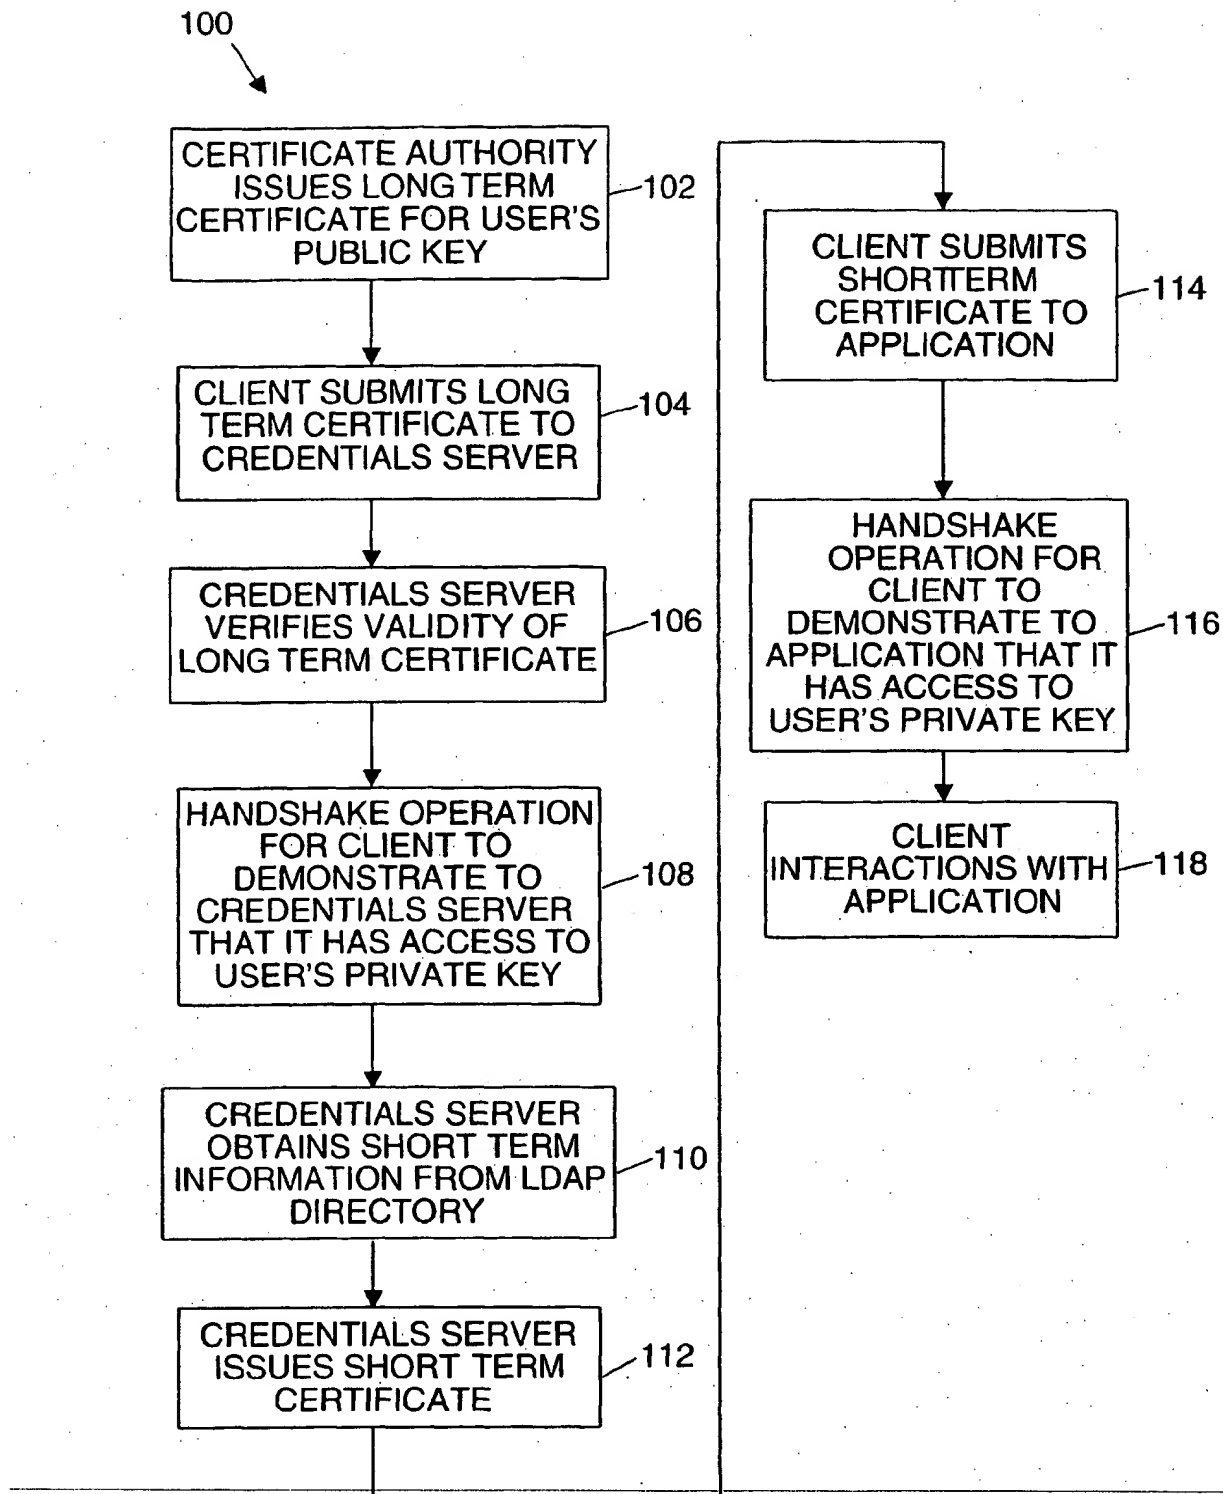 100
CERTIFICATE AUTHORITY
ISSUES LONG TERM
CERTIFICATE FOR USER'S
PUBLIC KEY
102
CLIENT SUBMITS LONG
TERM CERTIFICATE TO
CREDENTIALS SERVER
104
CREDENTIALS SERVER
VERIFIES VALIDITY OF
LONG TERM CERTIFICATE
106
HANDSHAKE OPERATION
FOR CLIENT TO
DEMONSTRATE TO
CREDENTIALS SERVER
THAT IT HAS ACCESS TO
USER'S PRIVATE KEY
108
CREDENTIALS SERVER
OBTAINS SHORT TERM
INFORMATION FROM LDAP
DIRECTORY
110
CREDENTIALS SERVER
ISSUES SHORT TERM
CERTIFICATE
112
CLIENT SUBMITS
SHORTTERM
CERTIFICATE TO
APPLICATION
114
HANDSHAKE
OPERATION FOR
CLIENT TO
DEMONSTRATE TO
APPLICATION THAT IT
HAS ACCESS TO
USER'S PRIVATE KEY
116
CLIENT
INTERACTIONS WITH
APPLICATION
118